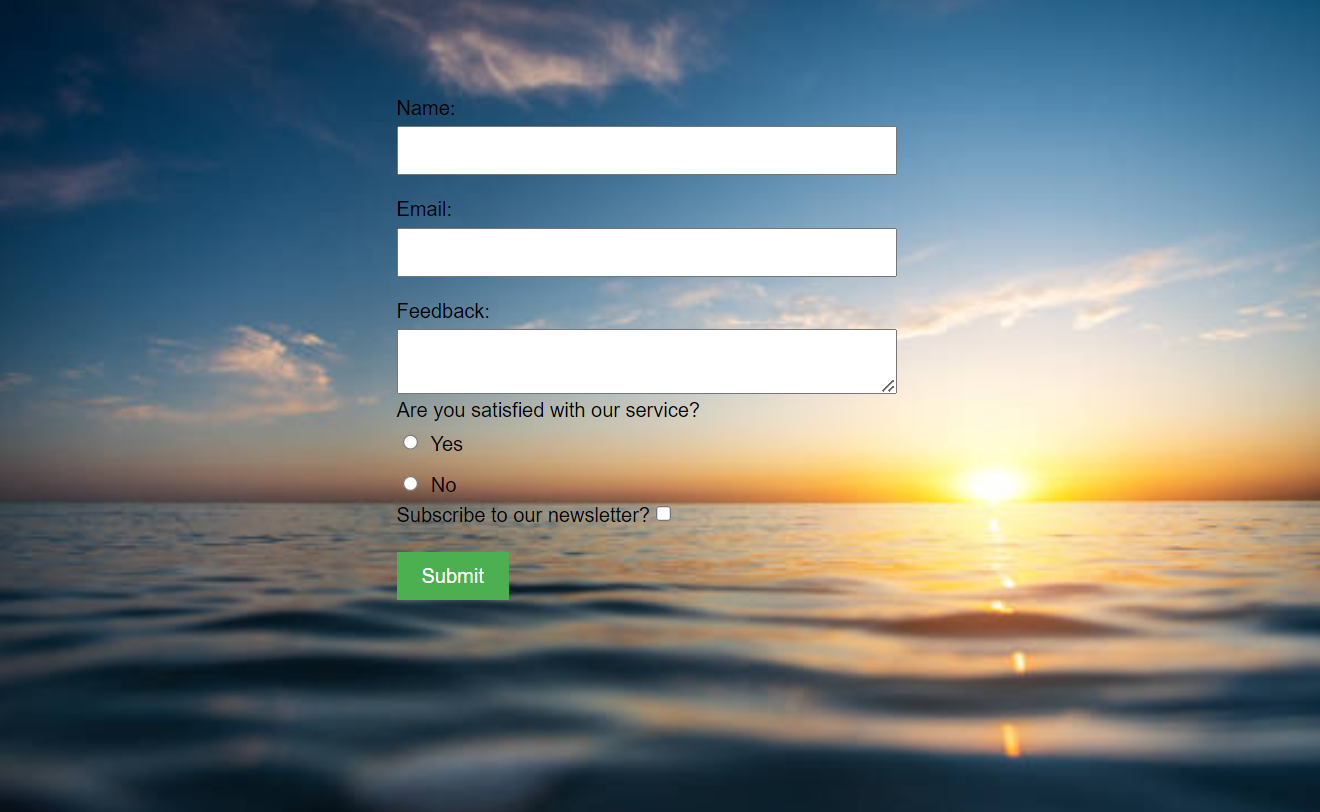 Name:
Email:
Feedback:
Are you satisfied with our service?
Yes
No
Subscribe to our newsletter?
Submit